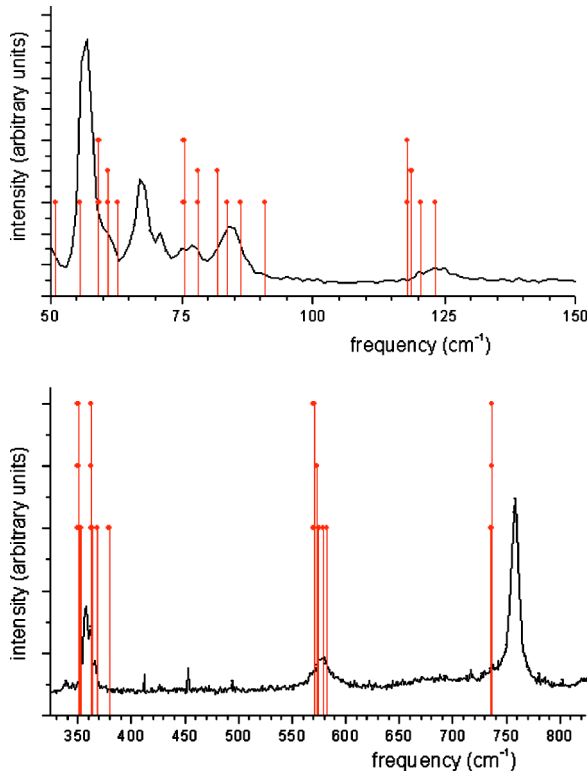 intensity (arbitrary units)
50 75 100 125 150
frequency (cm⁻¹)
intensity (arbitrary units)
350 400 450 500 550 600 650 700 750 800
frequency (cm⁻¹)